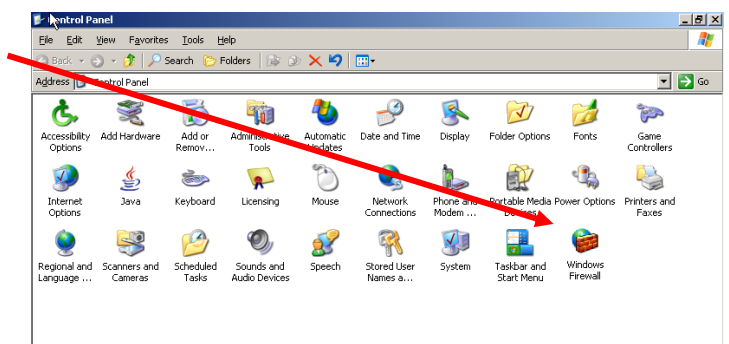 Control Panel
File Edit View Favorites Tools Help
Back Search Folders
Address Control Panel Go
Accessibility Options
Add Hardware
Add or Remov...
Administrative Tools
Automatic Updates
Date and Time
Display
Folder Options
Fonts
Game Controllers
Internet Options
Java
Keyboard
Licensing
Mouse
Network Connections
Phone and Modem ...
Portable Media Devices
Power Options
Printers and Faxes
Regional and Language ...
Scanners and Cameras
Scheduled Tasks
Sounds and Audio Devices
Speech
Stored User Names a...
System
Taskbar and Start Menu
Windows Firewall